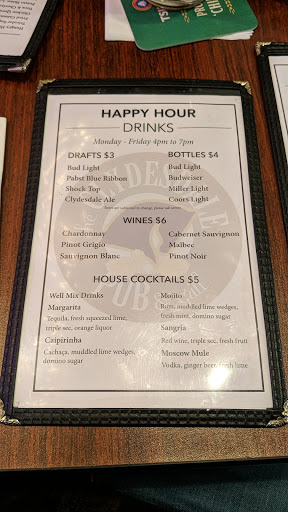 HAPPY HOUR
DRINKS
Monday - Friday 4pm to 7pm
DRAFTS $3
Bud Light
Pabst Blue Ribbon
Shock Top
Clydesdale Ale
BOTTLES $4
Bud Light
Budweiser
Miller Light
Coors Light
WINES $6
Chardonnay
Pinot Grigio
Sauvignon Blanc
Cabernet Sauvignon
Malbec
Pinot Noir
HOUSE COCKTAILS $5
Well Mix Drinks
Margarita
Tequila, fresh squeezed lime,
triple sec, orange liquor
Caipirinha
Cachaça, muddled lime wedges,
domino sugar
Mojito
Rum, muddled lime wedges,
fresh mint, domino sugar
Sangria
Red wine, triple sec, fresh fruit
Moscow Mule
Vodka, ginger beer, fresh lime